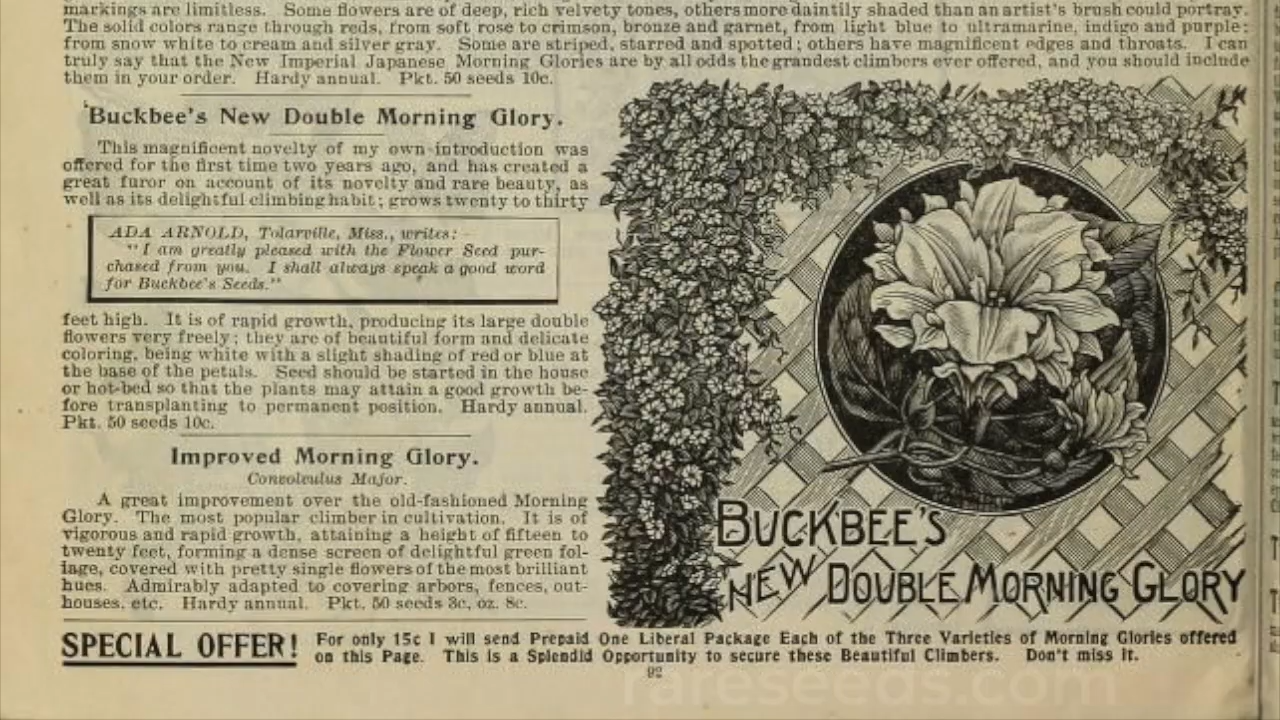 markings are limitless. Some flowers are of deep, rich velvety tones, others more daintily shaded than an artist's brush could portray.
The solid colors range through reds, from soft rose to crimson, bronze and garnet, from light blue to ultramarine, indigo and purple;
from snow white to cream and silver gray. Some are striped, starred and spotted; others have magnificent edges and throats. I can
truly say that the New Imperial Japanese Morning Glories are by all odds the grandest climbers ever offered, and you should include
them in your order. Hardy annual. Pkt. 50 seeds 10c.
Buckbee's New Double Morning Glory.
This magnificent novelty of my own introduction was
offered for the first time two years ago, and has created a
great furor on account of its novelty and rare beauty, as
well as its delightful climbing habit; grows twenty to thirty
ADA ARNOLD, Tolarville, Miss., writes:
"I am greatly pleased with the Flower Seed pur-
chased from you. I shall always speak a good word
for Buckbee's Seeds."
feet high. It is of rapid growth, producing its large double
flowers very freely; they are of beautiful form and delicate
coloring, being white with a slight shading of red or blue at
the base of the petals. Seed should be started in the house
or hot-bed so that the plants may attain a good growth be-
fore transplanting to permanent position. Hardy annual.
Pkt. 50 seeds 10c.
Improved Morning Glory.
Convolculus Major.
A great improvement over the old-fashioned Morning
Glory. The most popular climber in cultivation. It is of
vigorous and rapid growth, attaining a height of fifteen to
twenty feet, forming a dense screen of delightful green fol-
iage, covered with pretty single flowers of the most brilliant
hues. Admirably adapted to covering arbors, fences, out-
houses, etc. Hardy annual. Pkt. 50 seeds 3c, oz. 8c.
BUCKBEE'S
NEW DOUBLE MORNING GLORY
SPECIAL OFFER! For only 15c I will send Prepaid One Liberal Package Each of the Three Varieties of Morning Glories offered
on this Page. This is a Splendid Opportunity to secure these Beautiful Climbers. Don't miss it.
92
rareseeds.com